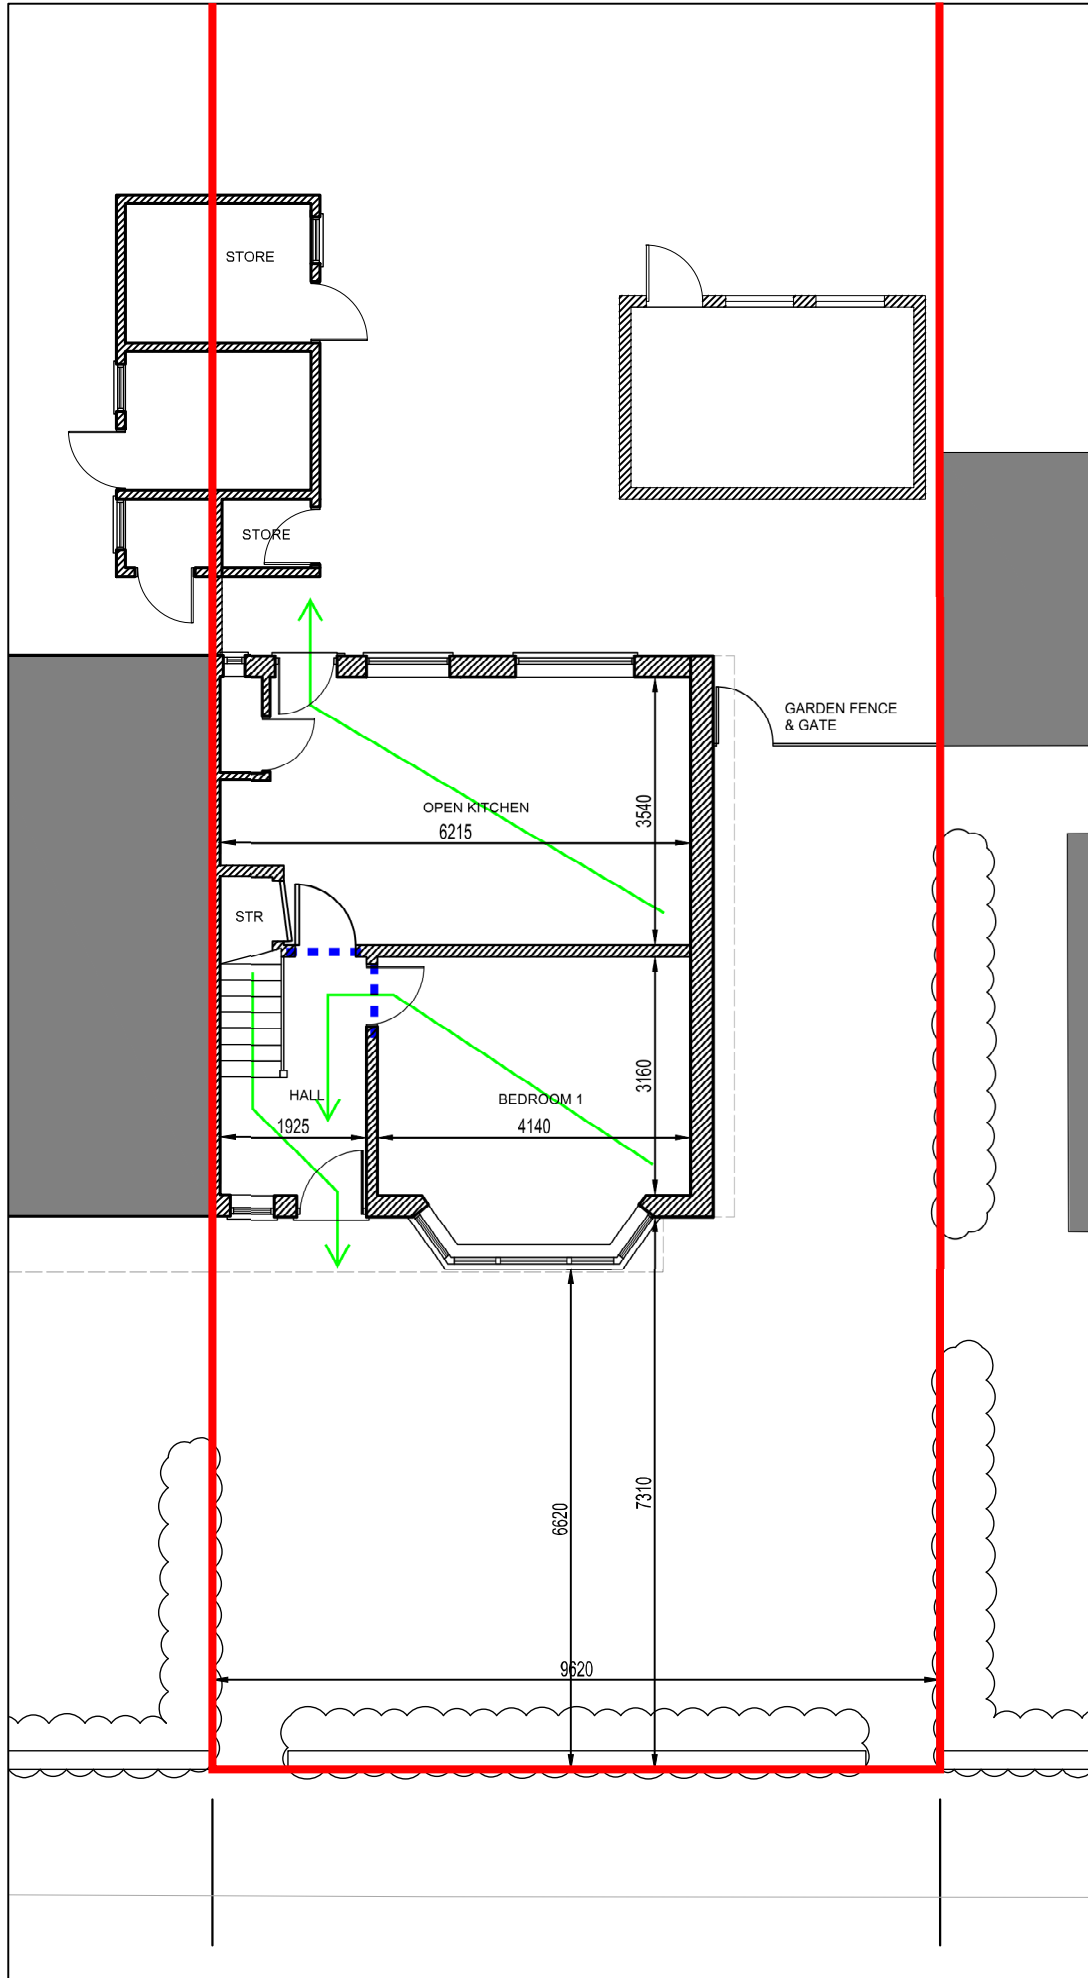 STORE
STORE
GARDEN FENCE
& GATE
OPEN KITCHEN
6215
3540
STR
HALL
1925
BEDROOM 1
4140
3160
6620
7310
9620